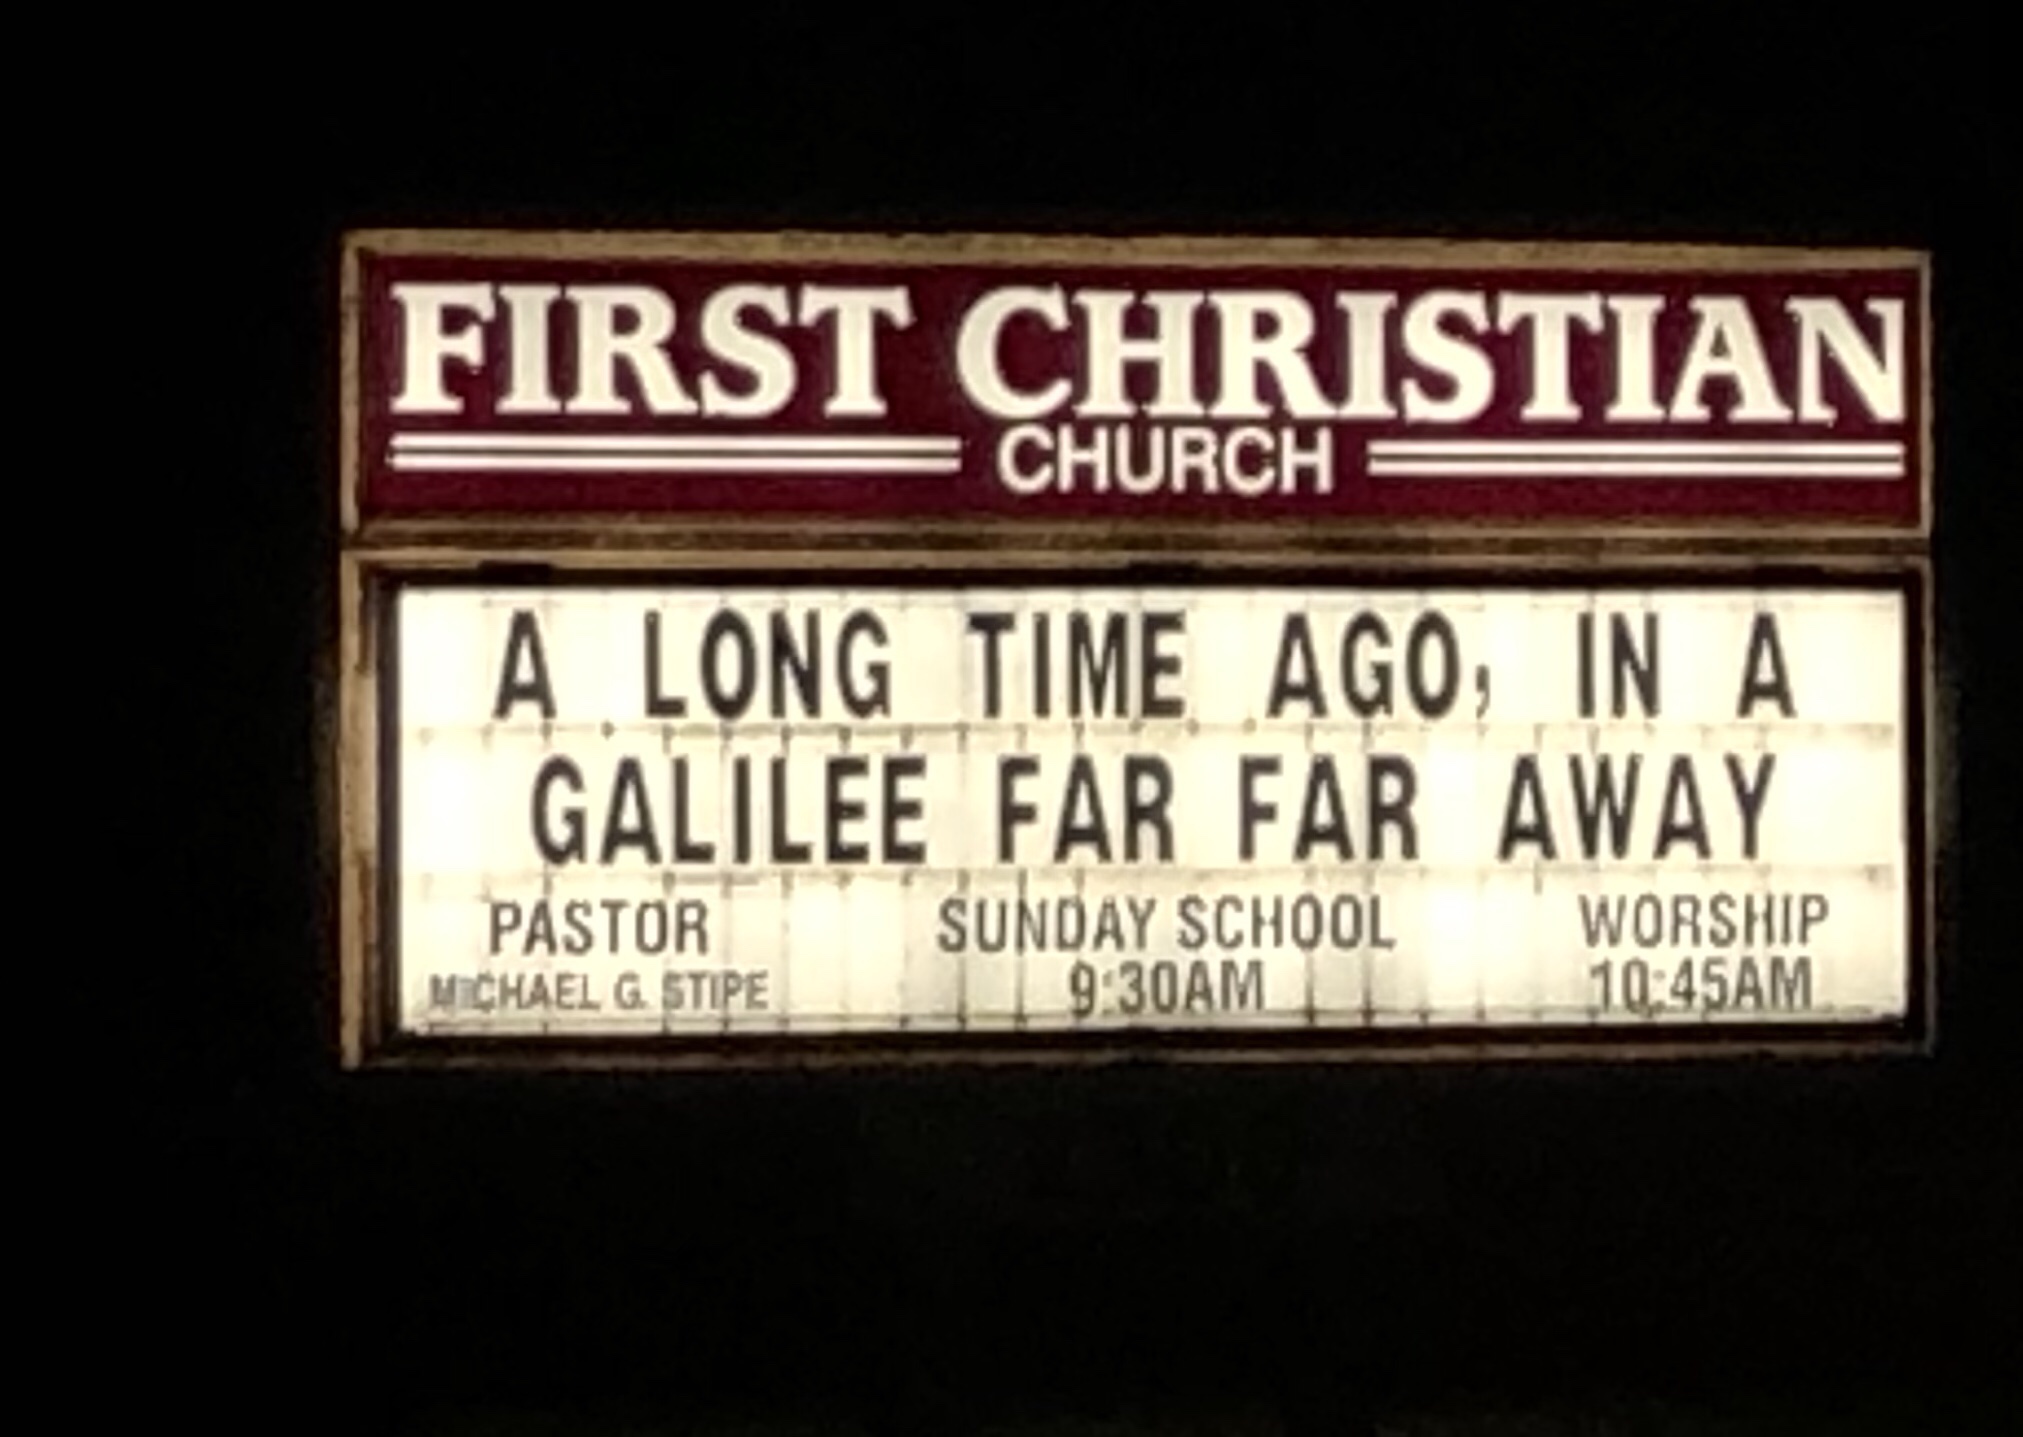 FIRST CHRISTIAN
CHURCH
A LONG TIME AGO, IN A
GALILEE FAR FAR AWAY
PASTOR SUNDAY SCHOOL WORSHIP
MICHAEL G. STIPE 9:30AM 10:45AM